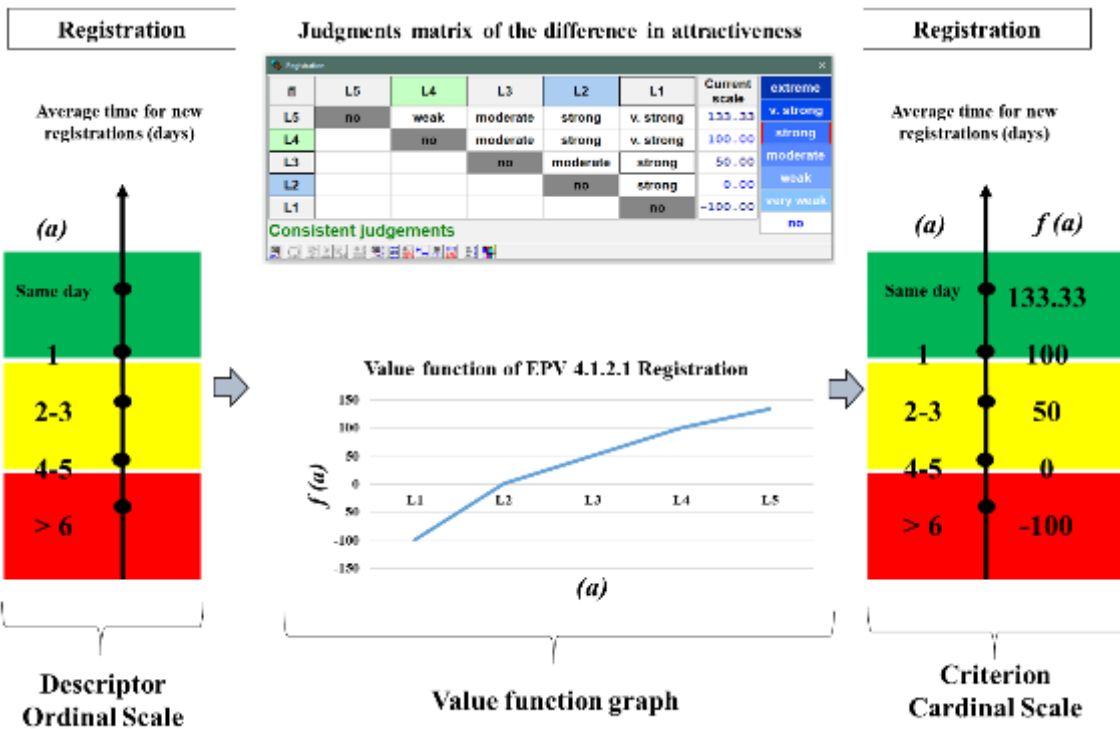 Registration
Average time for new
registrations (days)
(a)
Same day
1
2-3
4-5
> 6
Descriptor
Ordinal Scale
Judgments matrix of the difference in attractiveness
Registration
L5 L4 L3 L2 L1 Current scale
L5 no weak moderate strong v. strong 133.33
L4 no moderate strong v. strong 100.00
L3 no moderate strong 50.00
L2 no strong 0.00
L1 no -100.00
extreme
v. strong
strong
moderate
weak
very weak
no
Consistent judgements
Value function of EPV 4.1.2.1 Registration
150
100
50
0
50
-100
-150
L1 L2 L3 L4 L5
f (a)
(a)
Value function graph
Registration
Average time for new
registrations (days)
(a) f (a)
Same day 133.33
1 100
2-3 50
4-5 0
> 6 -100
Criterion
Cardinal Scale